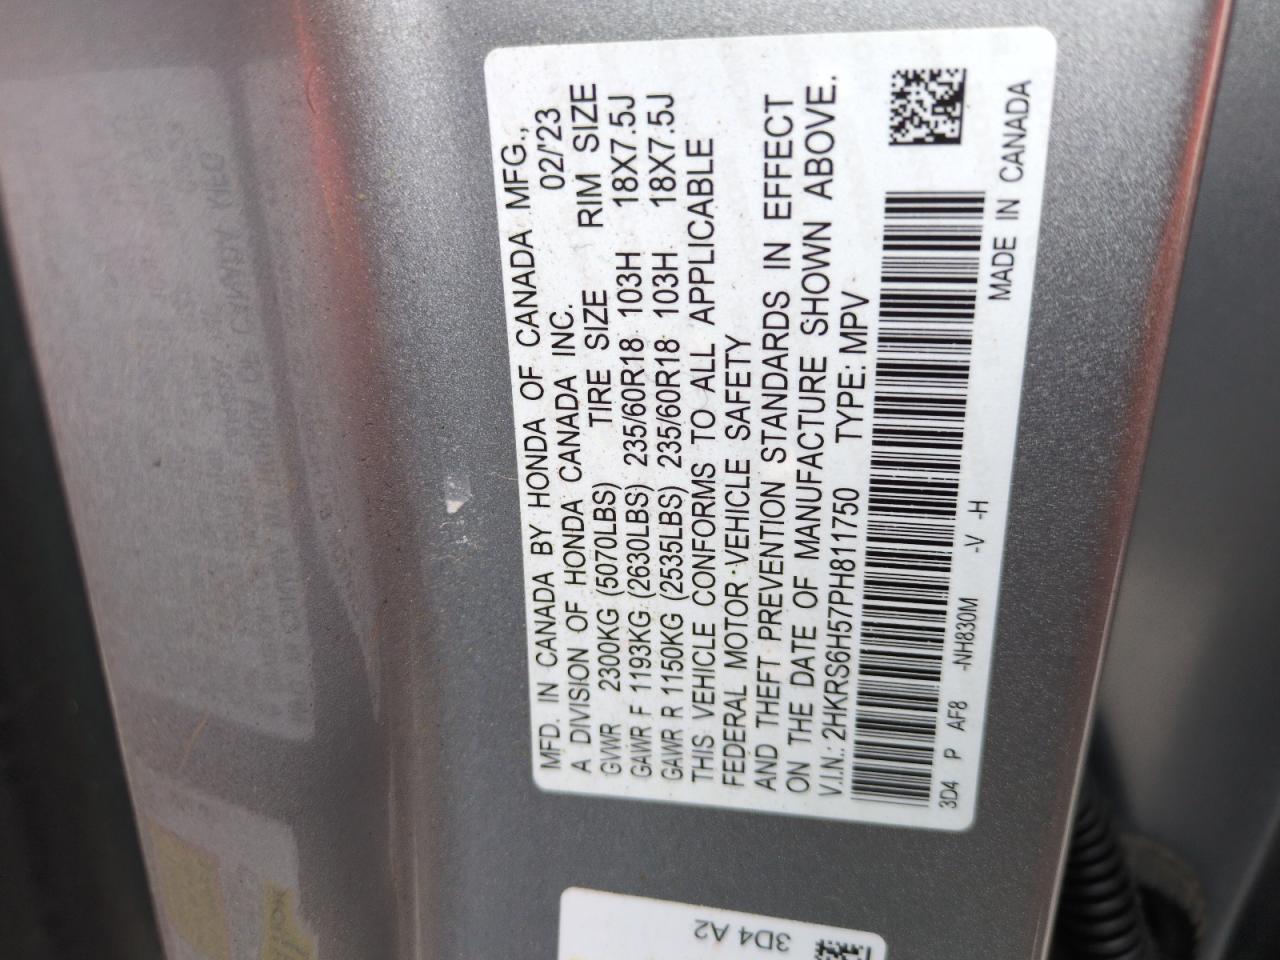 MFD. IN CANADA BY HONDA OF CANADA MFG.,
A DIVISION OF HONDA CANADA INC. 02/'23
GVWR 2300KG (5070LBS) TIRE SIZE RIM SIZE
GAWR F 1193KG (2630LBS) 235/60R18 103H 18X7.5J
GAWR R 1150KG (2535LBS) 235/60R18 103H 18X7.5J
THIS VEHICLE CONFORMS TO ALL APPLICABLE
FEDERAL MOTOR VEHICLE SAFETY
AND THEFT PREVENTION STANDARDS IN EFFECT
ON THE DATE OF MANUFACTURE SHOWN ABOVE.
V.I.N.: 2HKRS6H57PH811750 TYPE: MPV
3D4 P AF8 -NH830M -V -H
MADE IN CANADA
3D4 A2